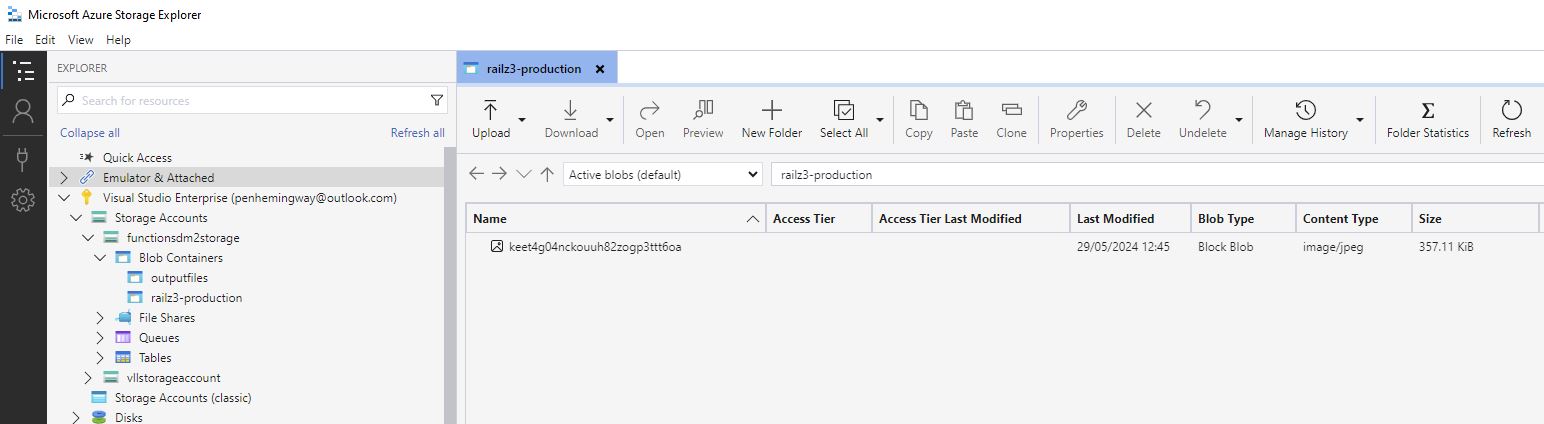 Microsoft Azure Storage Explorer
File Edit View Help
EXPLORER
Search for resources
Collapse all Refresh all
Quick Access
Emulator & Attached
Visual Studio Enterprise (penhemingway@outlook.com)
Storage Accounts
functionsdm2storage
Blob Containers
outputfiles
railz3-production
File Shares
Queues
Tables
vllstorageaccount
Storage Accounts (classic)
Disks
railz3-production
Upload Download Open Preview New Folder Select All Copy Paste Clone Properties Delete Undelete Manage History Folder Statistics Refresh
Active blobs (default) railz3-production
Name Access Tier Access Tier Last Modified Last Modified Blob Type Content Type Size
keet4g04nckouuh82zogp3ttt6oa 29/05/2024 12:45 Block Blob image/jpeg 357.11 KiB